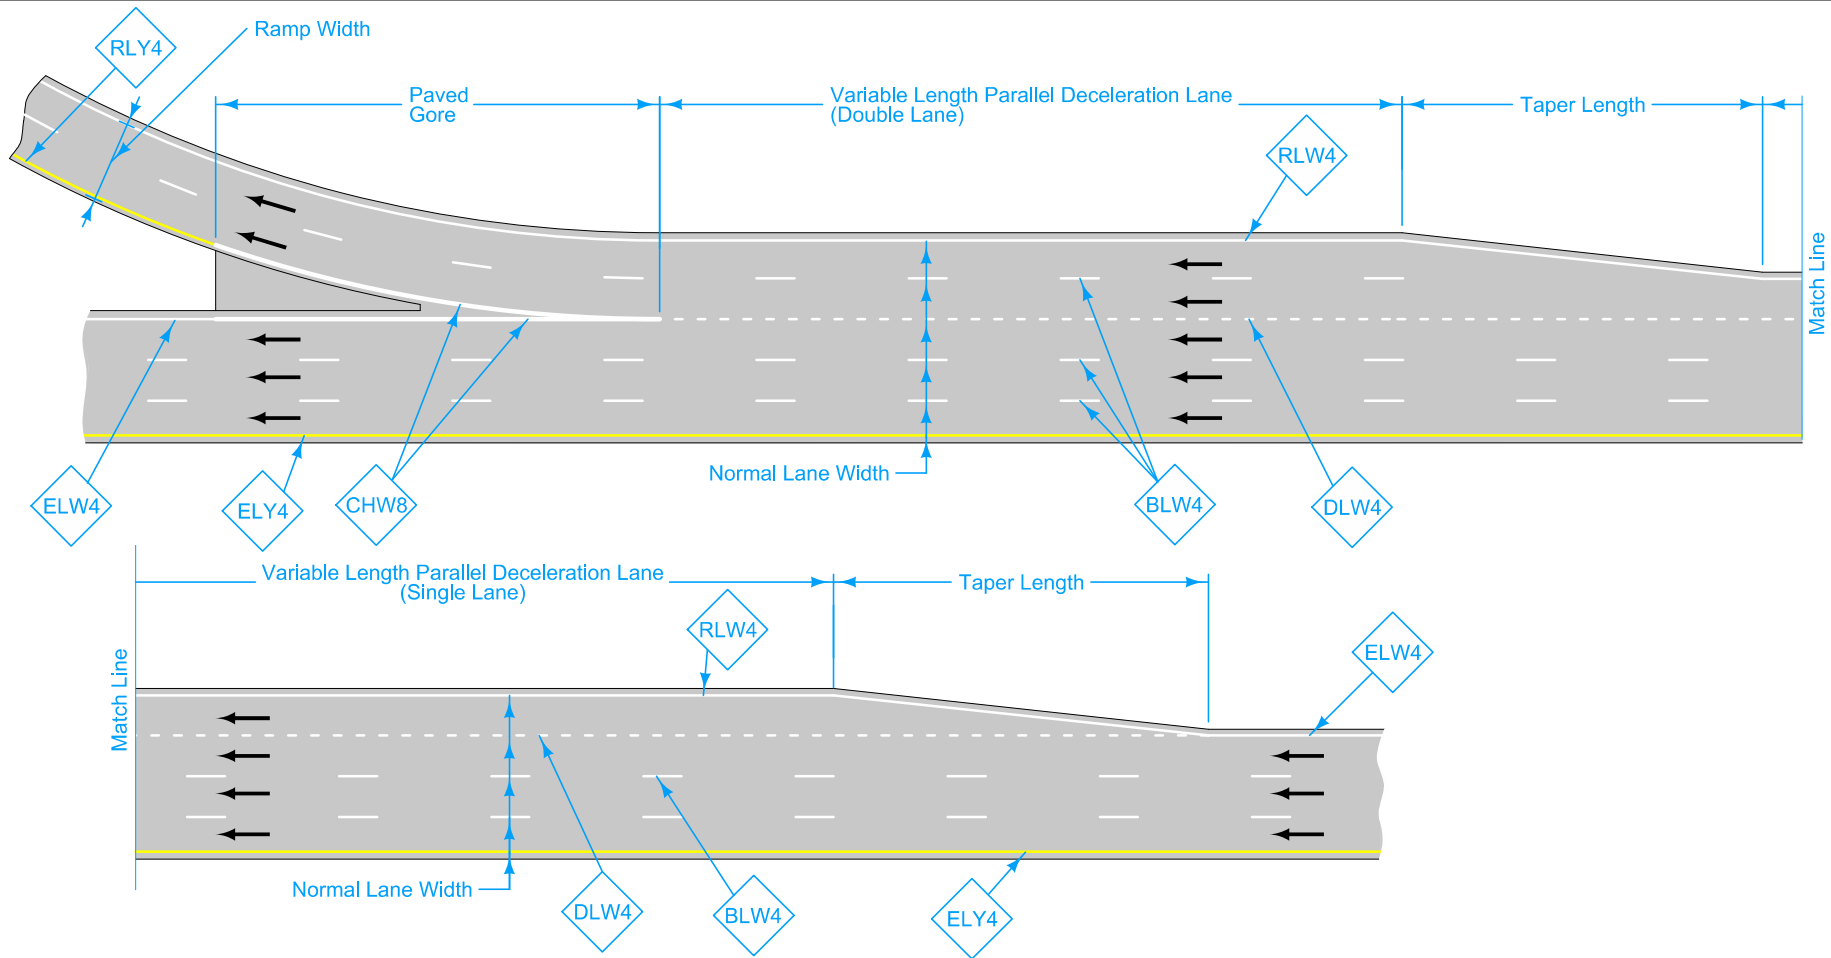 RLY4
Ramp Width
Paved
Gore
Variable Length Parallel Deceleration Lane
(Double Lane)
Taper Length
RLW4
Match Line
Normal Lane Width
ELW4
ELY4
CHW8
BLW4
DLW4
Variable Length Parallel Deceleration Lane
(Single Lane)
Taper Length
RLW4
ELW4
Match Line
Normal Lane Width
DLW4
BLW4
ELY4